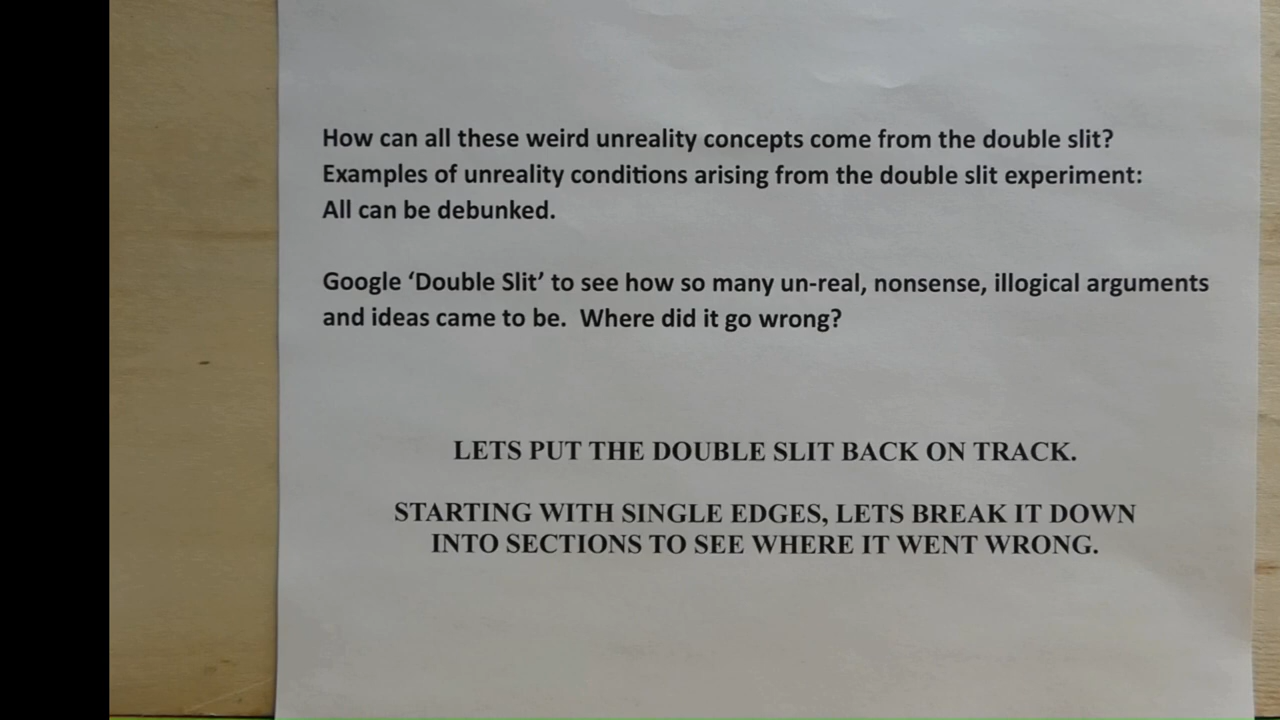 How can all these weird unreality concepts come from the double slit?
Examples of unreality conditions arising from the double slit experiment:
All can be debunked.
Google ‘Double Slit’ to see how so many un-real, nonsense, illogical arguments
and ideas came to be.  Where did it go wrong?
LETS PUT THE DOUBLE SLIT BACK ON TRACK.
STARTING WITH SINGLE EDGES, LETS BREAK IT DOWN
INTO SECTIONS TO SEE WHERE IT WENT WRONG.